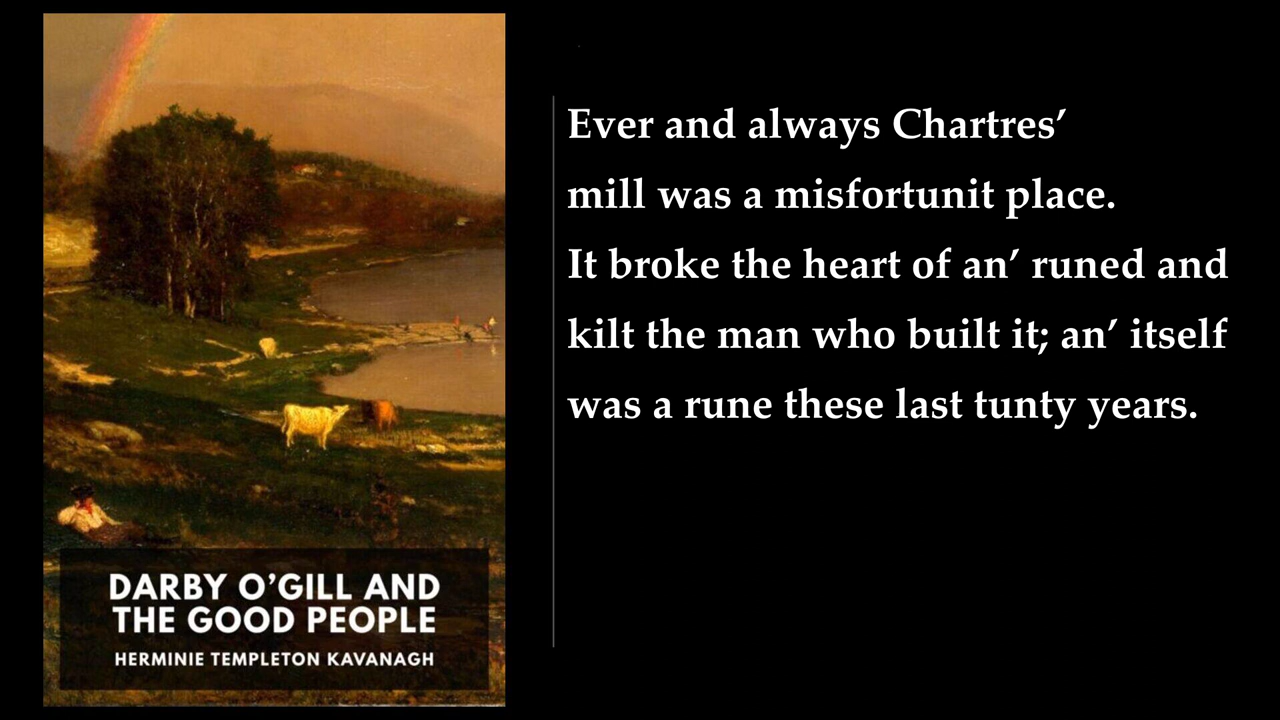 Ever and always Chartres’
mill was a misfortunit place.
It broke the heart of an’ runed and
kilt the man who built it; an’ itself
was a rune these last tunty years.
DARBY O’GILL AND
THE GOOD PEOPLE
HERMINIE TEMPLETON KAVANAGH